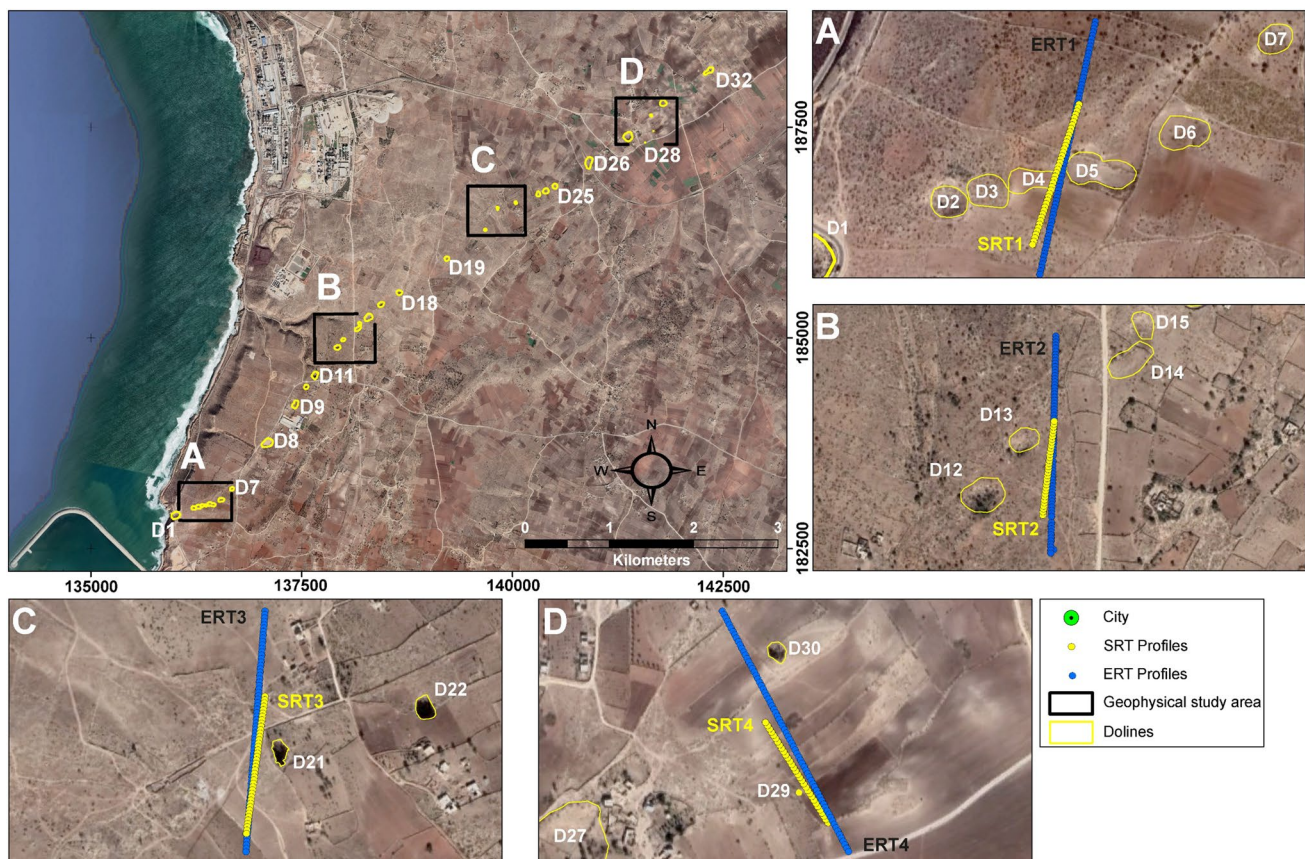 D
D32
187500
D26
D28
C
D25
D19
B
D18
185000
D11
D9
D8
A
D7
D1
N
W
E
S
0
1
2
3
Kilometers
182500
135000
137500
140000
142500
A
ERT1
D7
D6
D5
D4
D3
D2
D1
SRT1
B
D15
ERT2
D14
D13
D12
SRT2
C
ERT3
SRT3
D22
D21
D
D30
SRT4
D29
D27
ERT4
City
SRT Profiles
ERT Profiles
Geophysical study area
Dolines